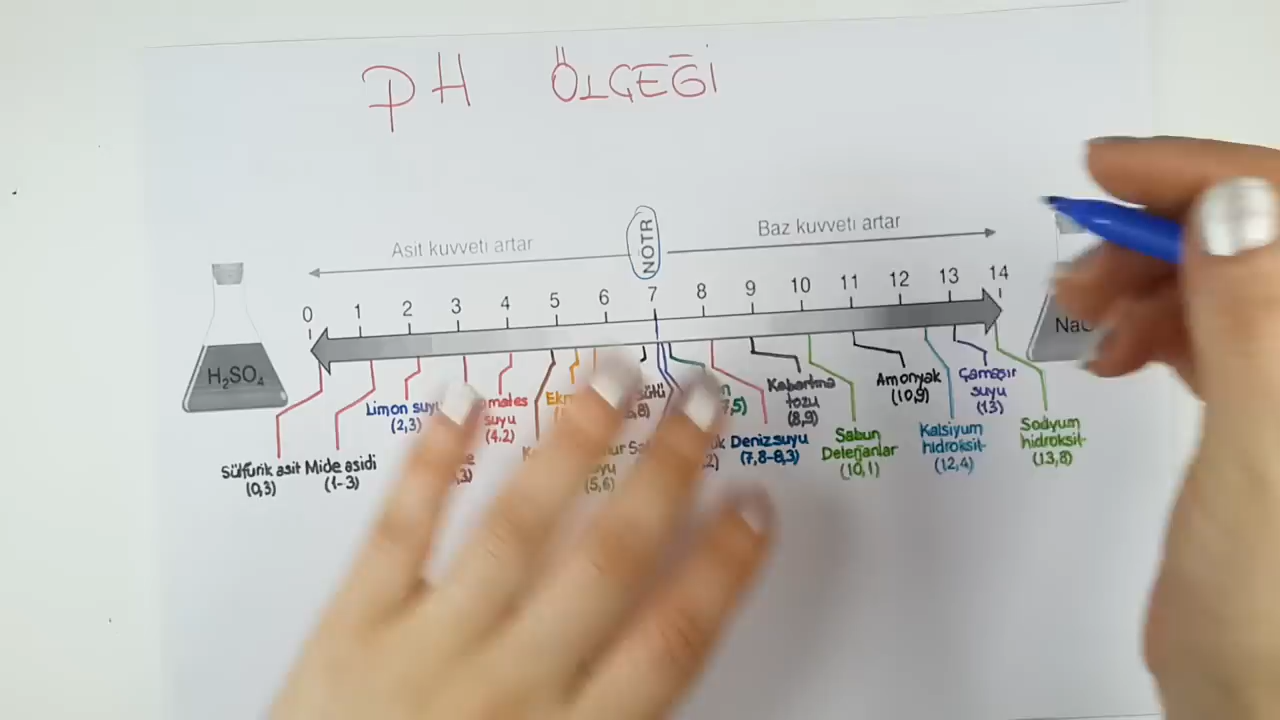 PH ÖLÇEĞİ
NÖTR
Asit kuvveti artar
Baz kuvveti artar
0 1 2 3 4 5 6 7 8 9 10 11 12 13 14
H₂SO₄
Sülfürik asit
(0,3)
Mide asidi
(1-3)
Limon suyu
(2,3)
suyu
(4,2)
(5,6)
Deniz suyu
(7,8-8,3)
Kabartma
tozu
(8,9)
Sabun
Deterjanlar
(10,1)
Amonyak
(10,9)
Kalsiyum
hidroksit
(12,4)
Çamaşır
suyu
(13)
Sodyum
hidroksit
(13,8)